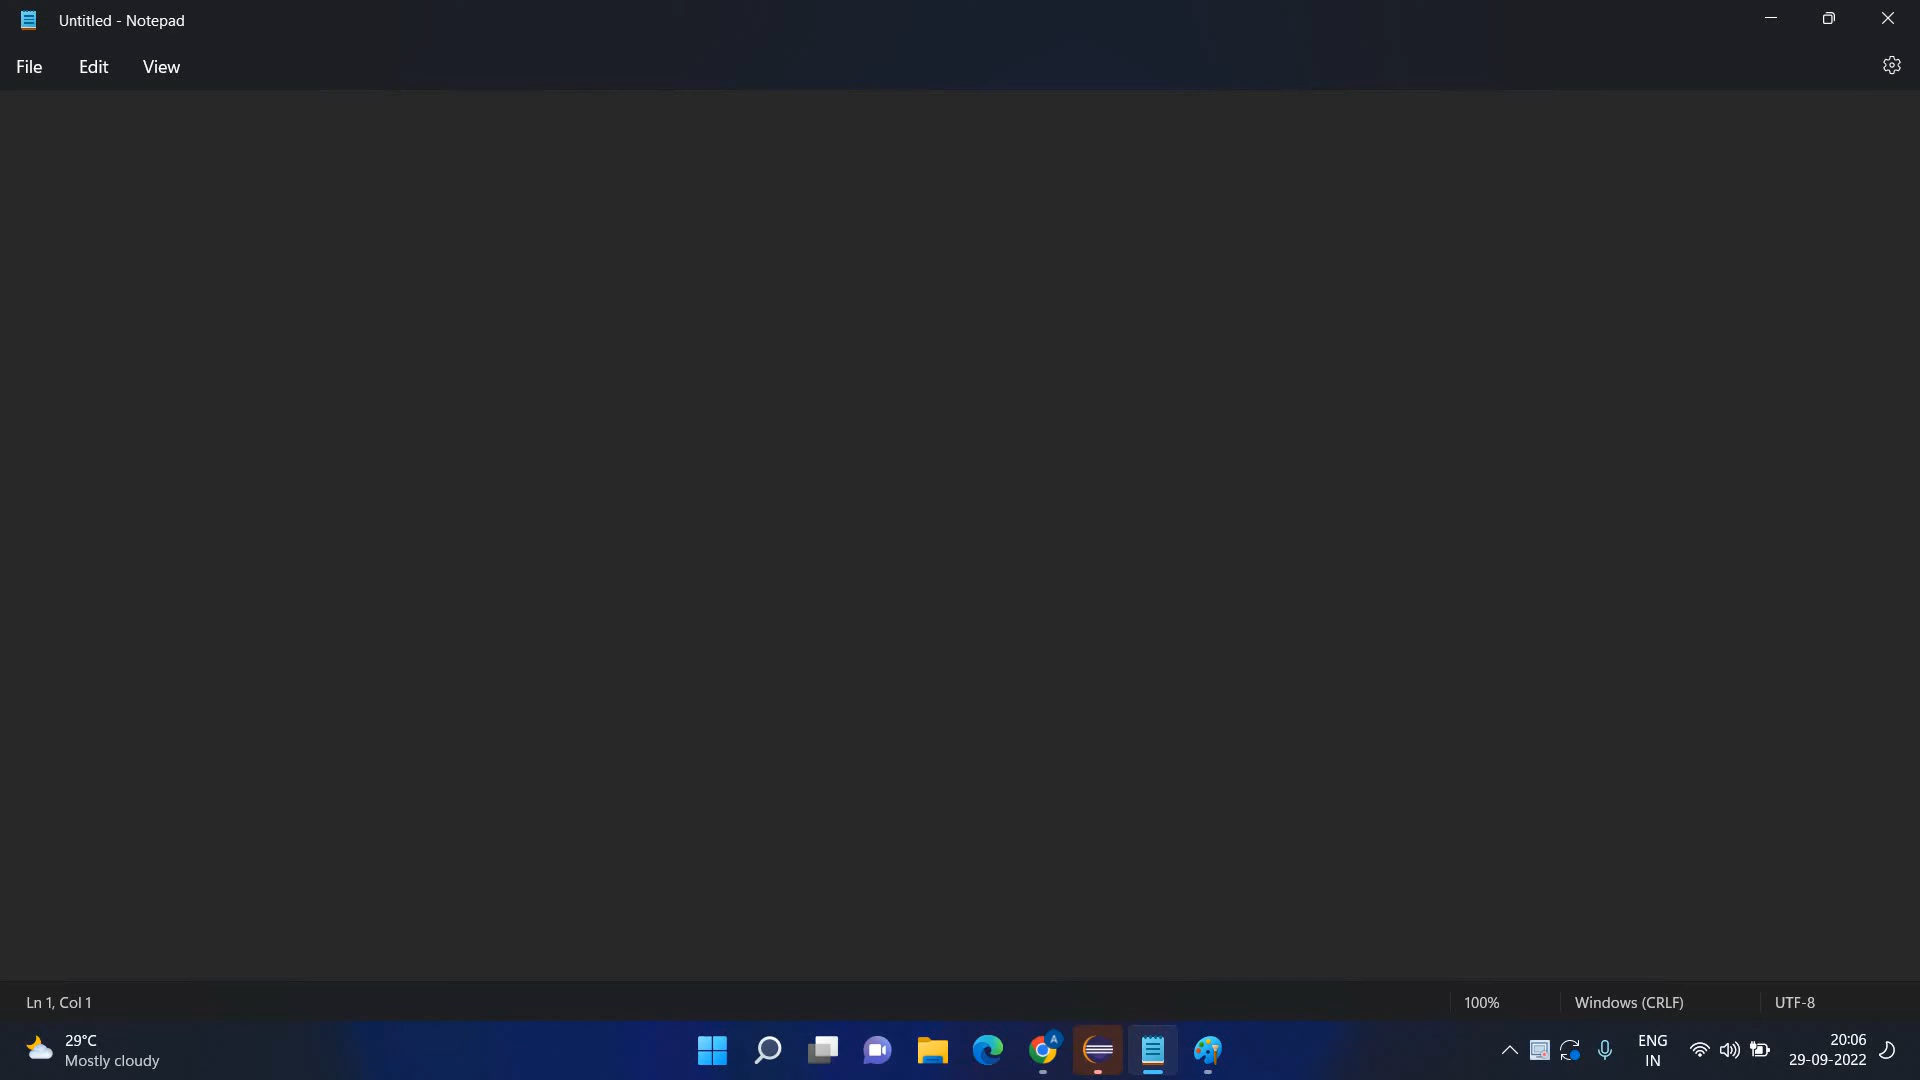 Untitled - Notepad
File Edit View
Ln 1, Col 1 100% Windows (CRLF) UTF-8
29°C
Mostly cloudy
A
ENG
IN
20:06
29-09-2022